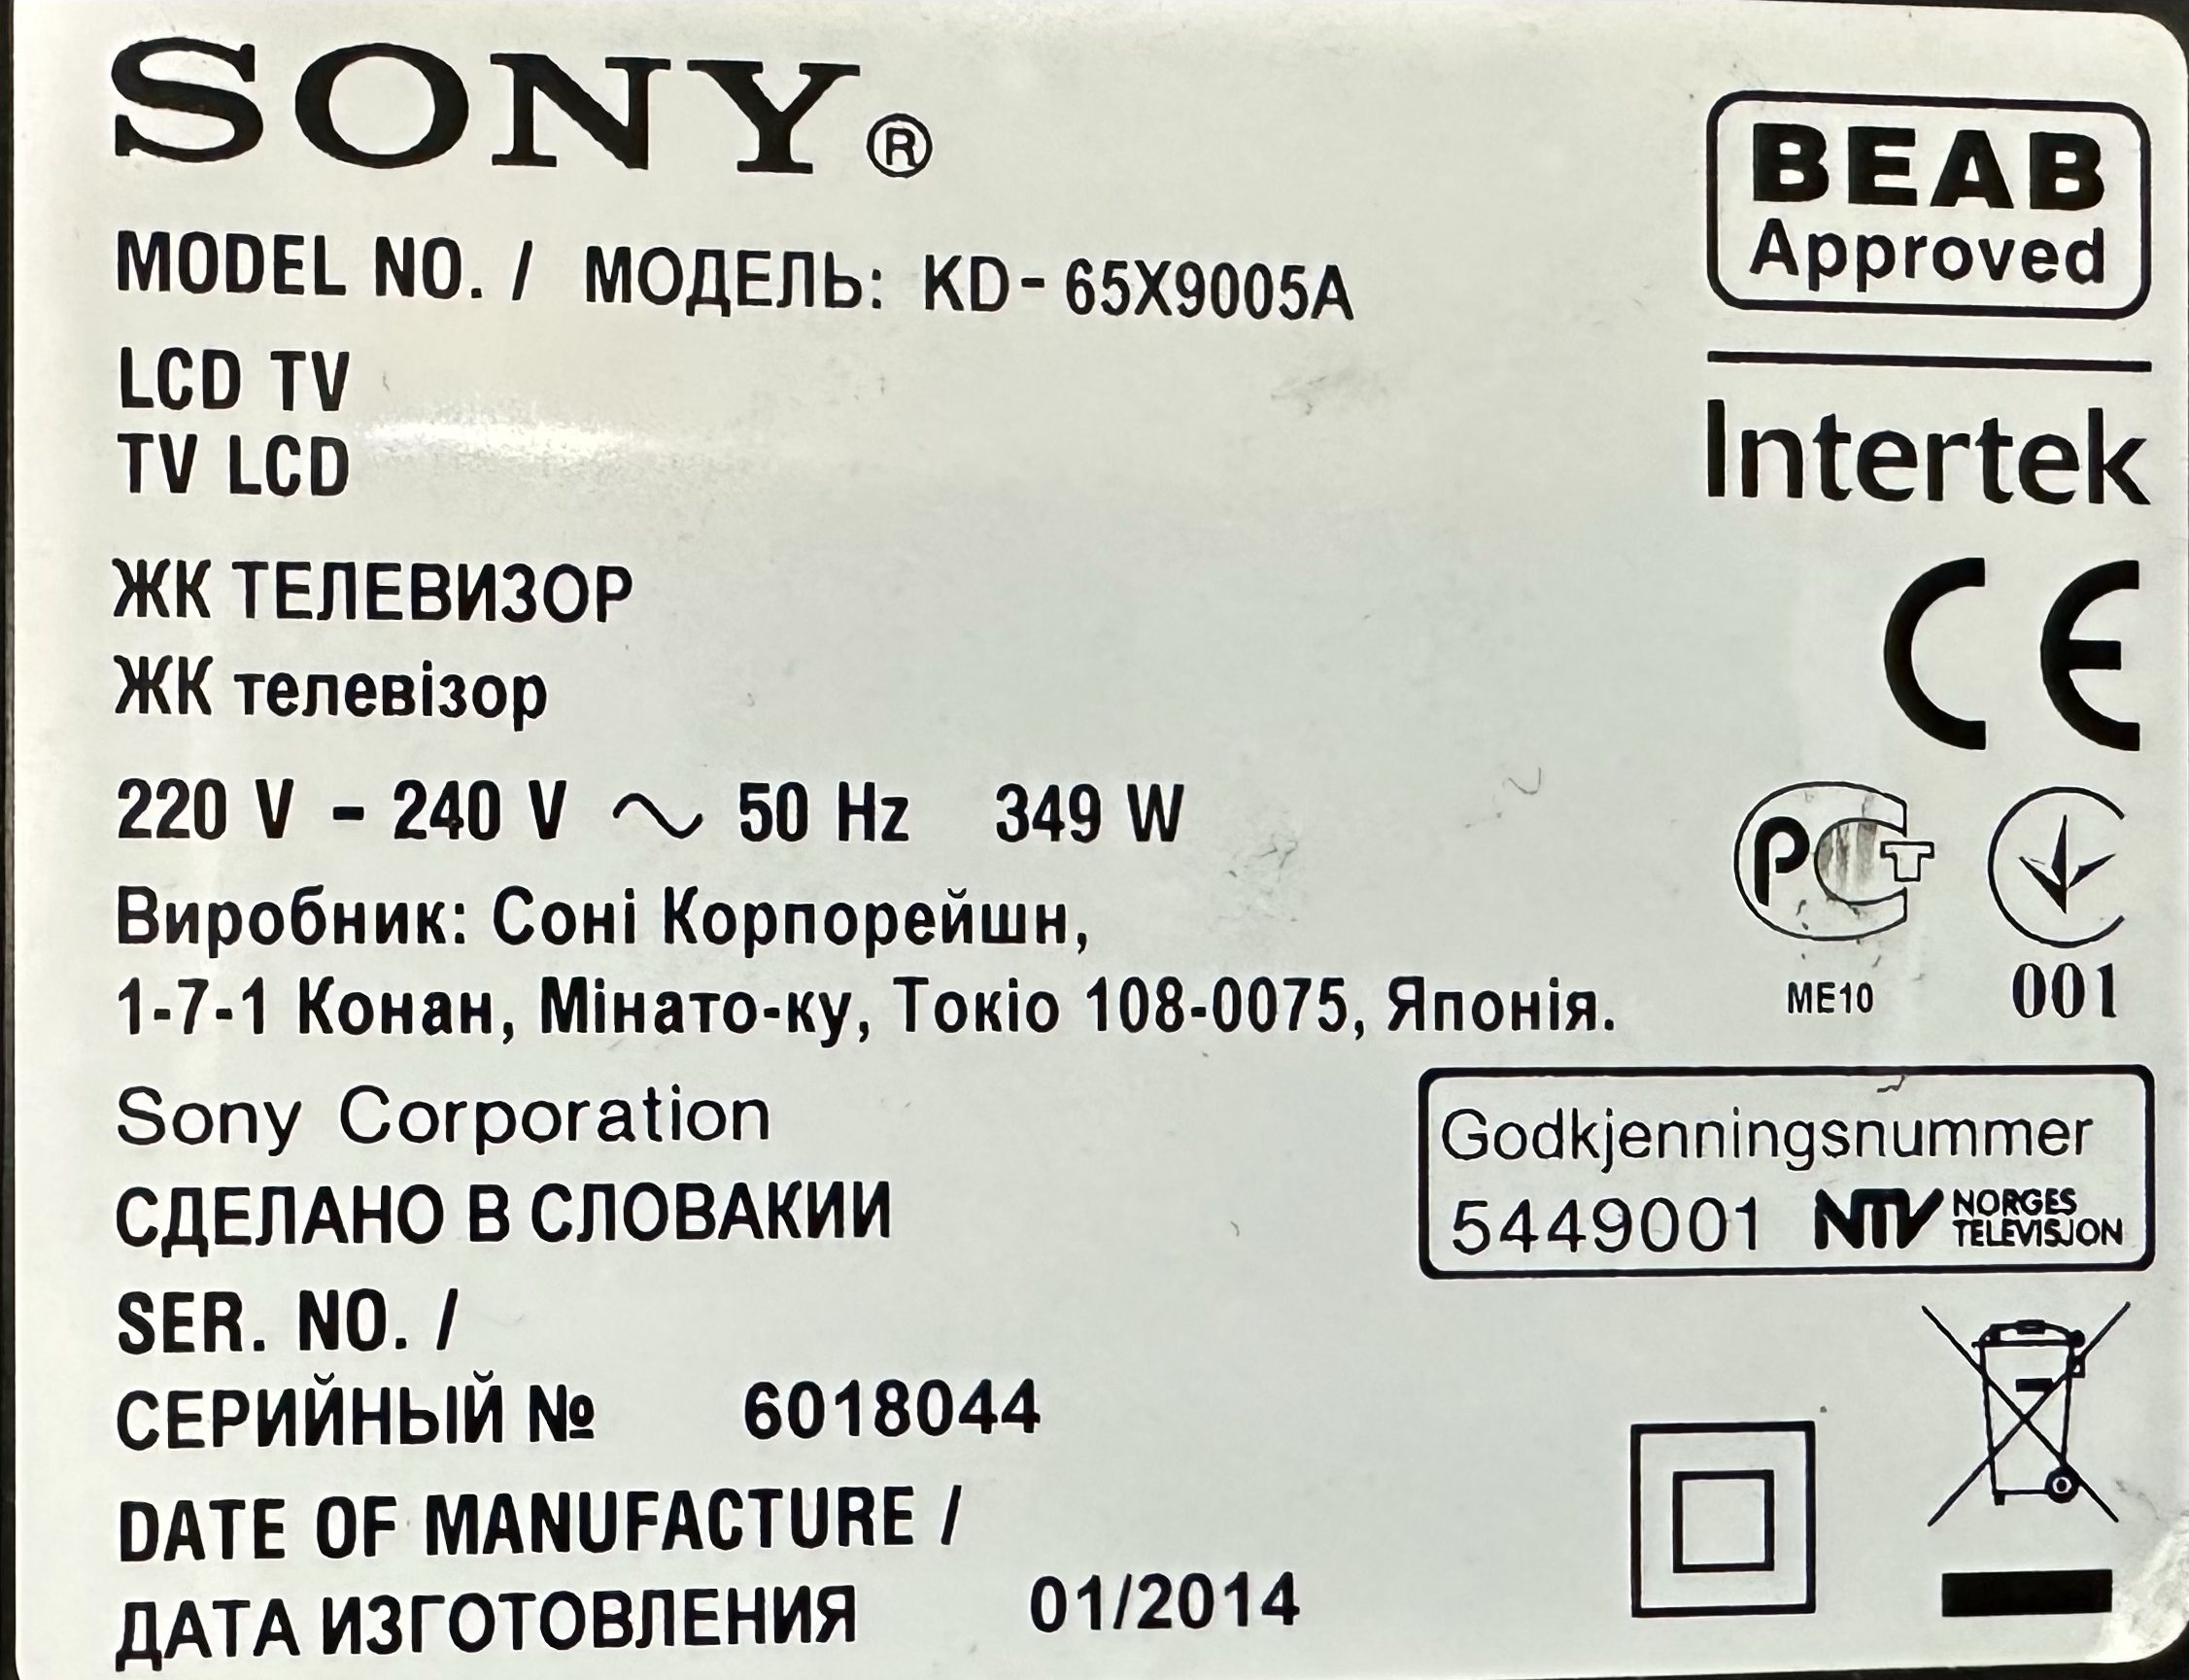 SONY®
MODEL NO. / МОДЕЛЬ: KD-65X9005A
LCD TV
TV LCD
ЖК ТЕЛЕВИЗОР
ЖК телевізор
220 V - 240 V ~ 50 Hz 349 W
Виробник: Соні Корпорейшн,
1-7-1 Конан, Мінато-ку, Токіо 108-0075, Японія.
Sony Corporation
СДЕЛАНО В СЛОВАКИИ
SER. NO. /
СЕРИЙНЫЙ № 6018044
DATE OF MANUFACTURE /
ДАТА ИЗГОТОВЛЕНИЯ 01/2014
BEAB
Approved
Intertek
CE
РСТ
ME10
001
Godkjenningsnummer
5449001 NTV NORGES
TELEVISJON